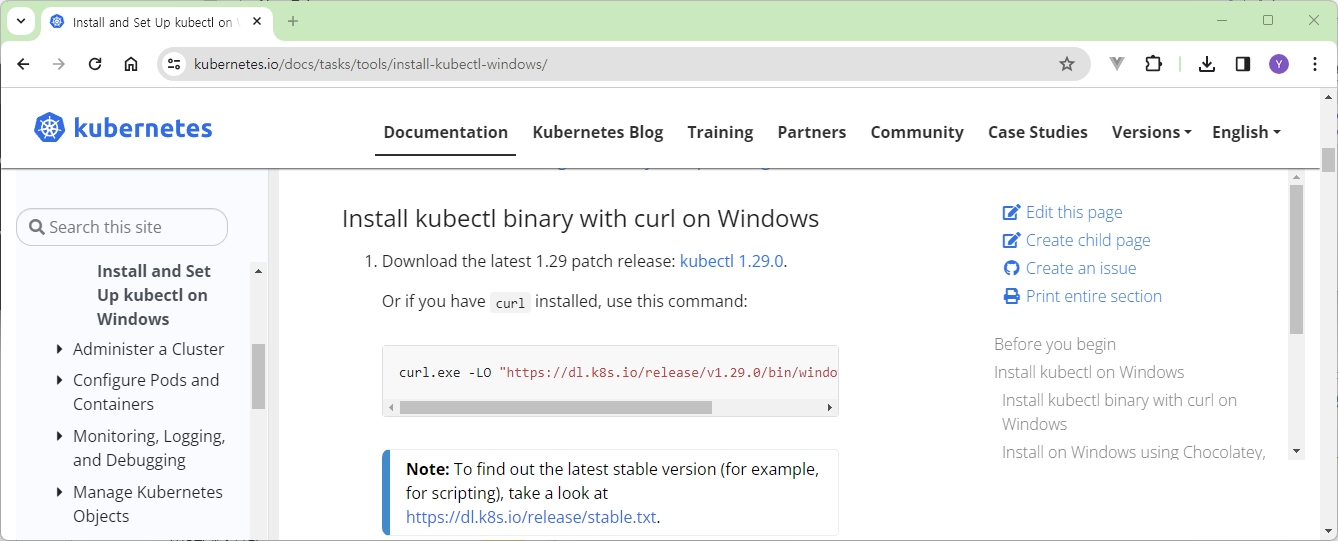 Install and Set Up kubectl on W
kubernetes.io/docs/tasks/tools/install-kubectl-windows/
Y
kubernetes
Documentation
Kubernetes Blog
Training
Partners
Community
Case Studies
Versions
English
Search this site
Install and Set
Up kubectl on
Windows
Administer a Cluster
Configure Pods and
Containers
Monitoring, Logging,
and Debugging
Manage Kubernetes
Objects
Install kubectl binary with curl on Windows
1. Download the latest 1.29 patch release: kubectl 1.29.0.
Or if you have curl installed, use this command:
curl.exe -LO "https://dl.k8s.io/release/v1.29.0/bin/windo
Note: To find out the latest stable version (for example,
for scripting), take a look at
https://dl.k8s.io/release/stable.txt.
Edit this page
Create child page
Create an issue
Print entire section
Before you begin
Install kubectl on Windows
Install kubectl binary with curl on
Windows
Install on Windows using Chocolatey,